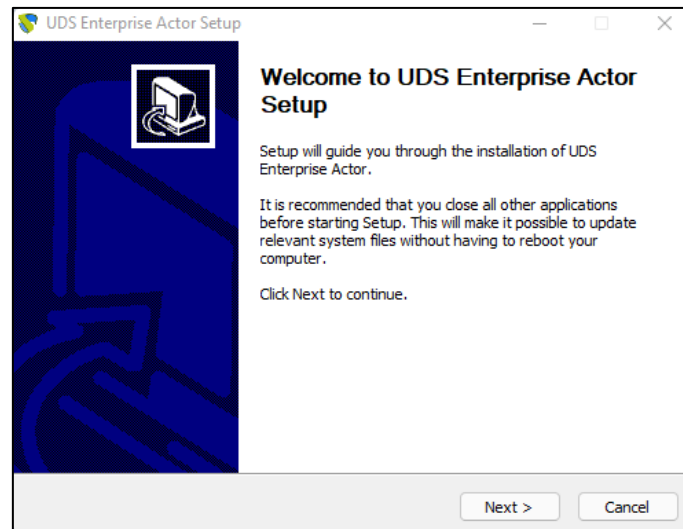 UDS Enterprise Actor Setup
Welcome to UDS Enterprise Actor
Setup
Setup will guide you through the installation of UDS
Enterprise Actor.
It is recommended that you close all other applications
before starting Setup. This will make it possible to update
relevant system files without having to reboot your
computer.
Click Next to continue.
Next >
Cancel